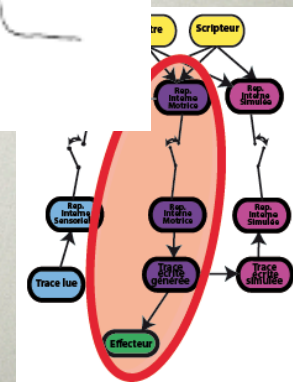 tre
Scripteur
Rep.
Interne
Motrice
Rep.
Interne
Simulée
Rep.
Interne
Sensoriel
Rep.
Interne
Motrice
Rep.
Interne
Simulée
Trace lue
Trace
écrite
générée
Trace
écrite
simulée
Effecteur